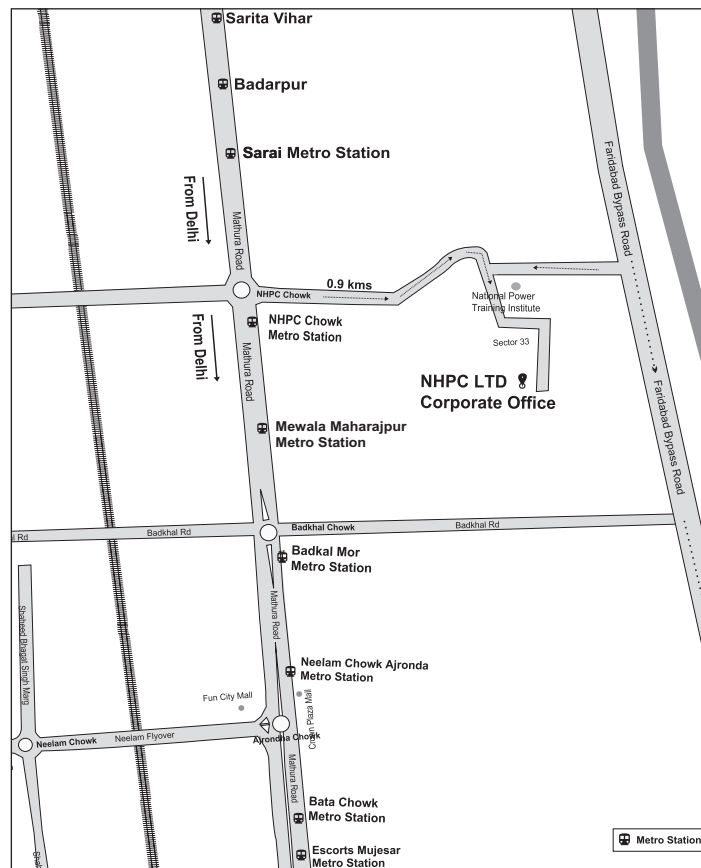 Sarita Vihar
Badarpur
Sarai Metro Station
Faridabad Bypass Road
From Delhi
Mathura Road
0.9 kms
NHPC Chowk
National Power
Training Institute
NHPC Chowk
Metro Station
From Delhi
Mathura Road
Sector 33
NHPC LTD
Corporate Office
Faridabad Bypass Road
Mewala Maharajpur
Metro Station
Badkhal Chowk
Badkhal Rd
Badkhal Rd
Rd
Badkal Mor
Metro Station
Mathura Road
Shaheed Bhagat Singh Marg
Neelam Chowk Ajronda
Metro Station
Fun City Mall
Crown Plaza Mall
Neelam Flyover
Neelam Chowk
Ajrondha Chowk
Mathura Road
Bata Chowk
Metro Station
Escorts Mujesar
Metro Station
Metro Station